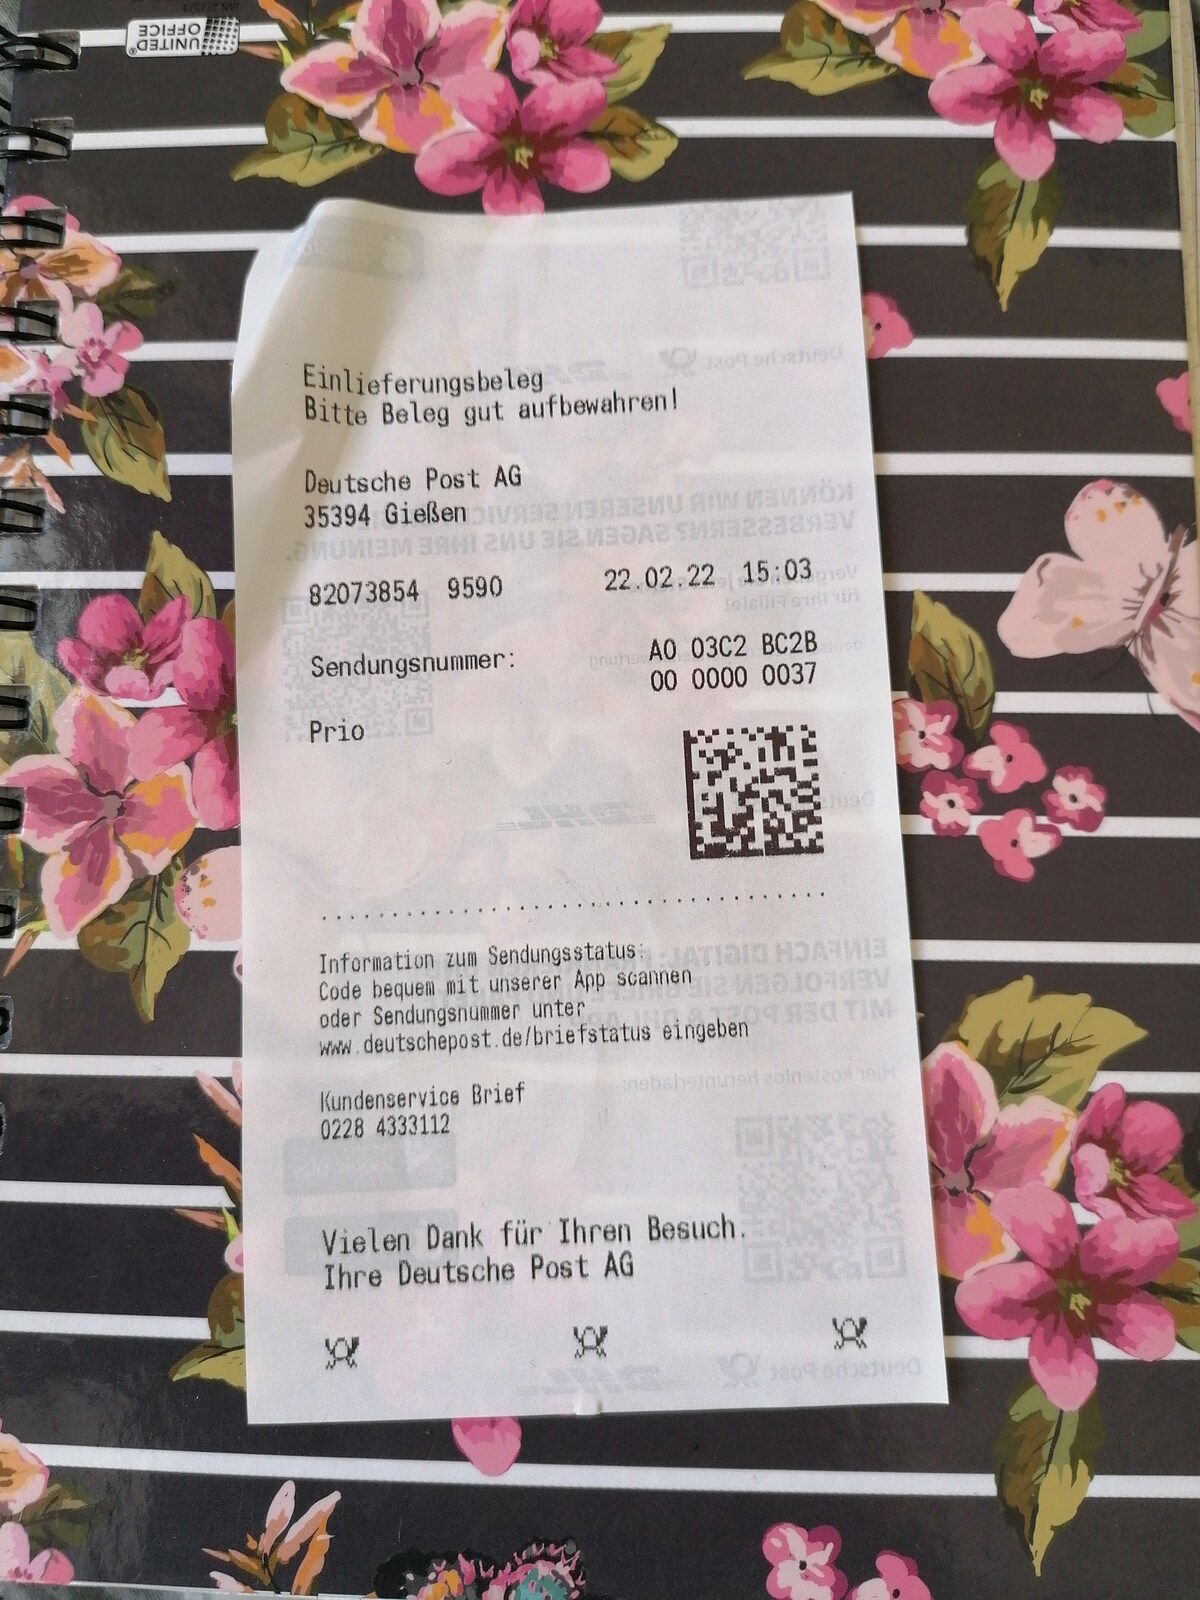 UNITED
OFFICE
Einlieferungsbeleg
Bitte Beleg gut aufbewahren!
Deutsche Post AG
35394 Gießen
82073854 9590 22.02.22 15:03
Sendungsnummer: A0 03C2 BC2B
00 0000 0037
Prio
Information zum Sendungsstatus:
Code bequem mit unserer App scannen
oder Sendungsnummer unter
www.deutschepost.de/briefstatus eingeben
Kundenservice Brief
0228 4333112
Vielen Dank für Ihren Besuch.
Ihre Deutsche Post AG